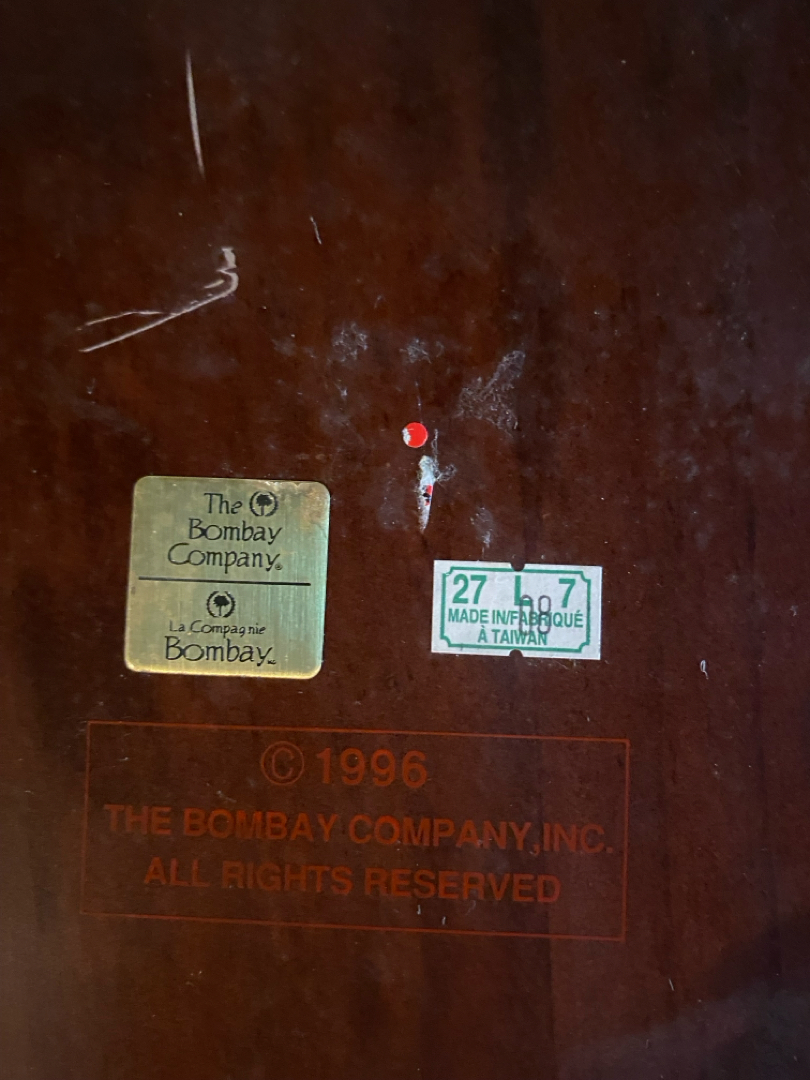 The
Bombay
Company®
La Compagnie
Bombay
27 L 7
08
MADE IN/FABRIQUÉ
À TAIWAN
© 1996
THE BOMBAY COMPANY,INC.
ALL RIGHTS RESERVED